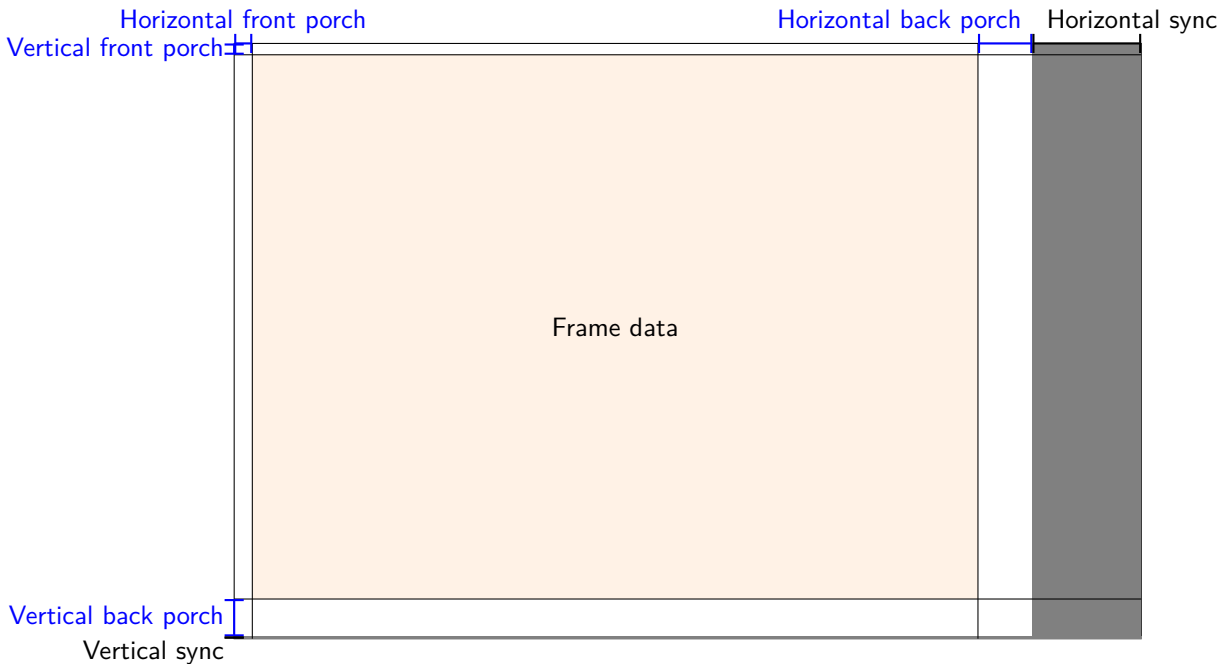 Horizontal front porch
Horizontal back porch
Horizontal sync
Vertical front porch
Frame data
Vertical back porch
Vertical sync